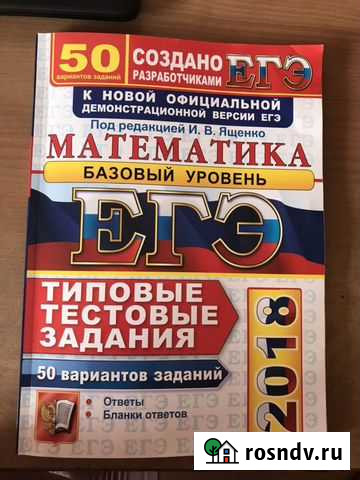 50
вариантов заданий
СОЗДАНО
РАЗРАБОТЧИКАМИ
ЕГЭ
К НОВОЙ ОФИЦИАЛЬНОЙ
ДЕМОНСТРАЦИОННОЙ ВЕРСИИ ЕГЭ
Под редакцией И. В. Ященко
МАТЕМАТИКА
БАЗОВЫЙ УРОВЕНЬ
ЕГЭ
ТИПОВЫЕ
ТЕСТОВЫЕ
ЗАДАНИЯ
50 вариантов заданий
Ответы
Бланки ответов
2018
rosndv.ru